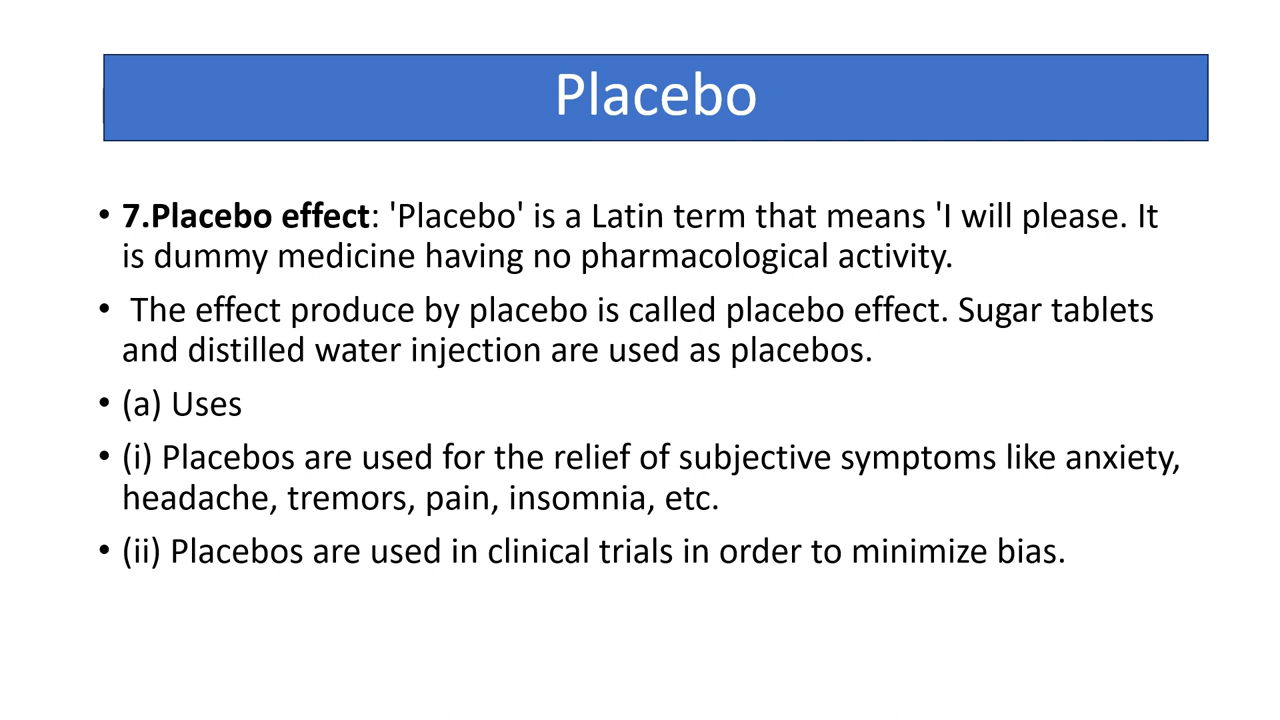 Placebo
• 7.Placebo effect: 'Placebo' is a Latin term that means 'I will please. It
is dummy medicine having no pharmacological activity.
• The effect produce by placebo is called placebo effect. Sugar tablets
and distilled water injection are used as placebos.
• (a) Uses
• (i) Placebos are used for the relief of subjective symptoms like anxiety,
headache, tremors, pain, insomnia, etc.
• (ii) Placebos are used in clinical trials in order to minimize bias.